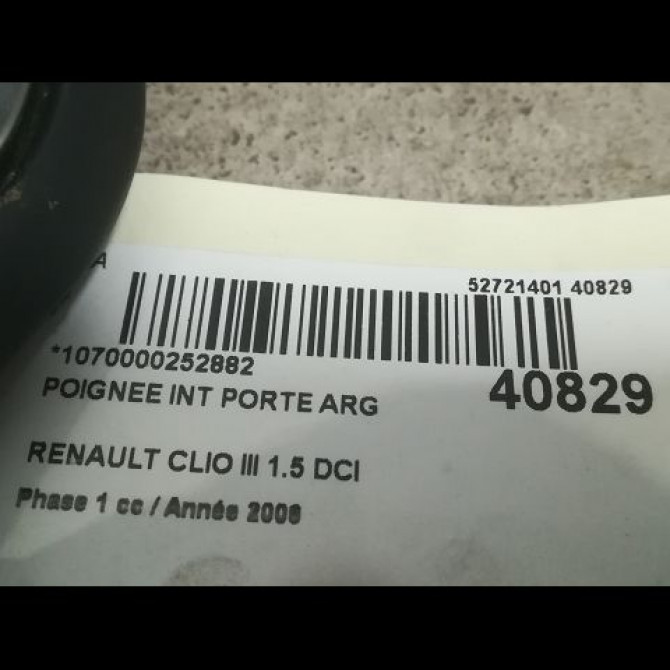 A
52721401 40829
*1070000252882
40829
POIGNEE INT PORTE ARG
RENAULT CLIO III 1.5 DCI
Phase 1 cc / Année 2006